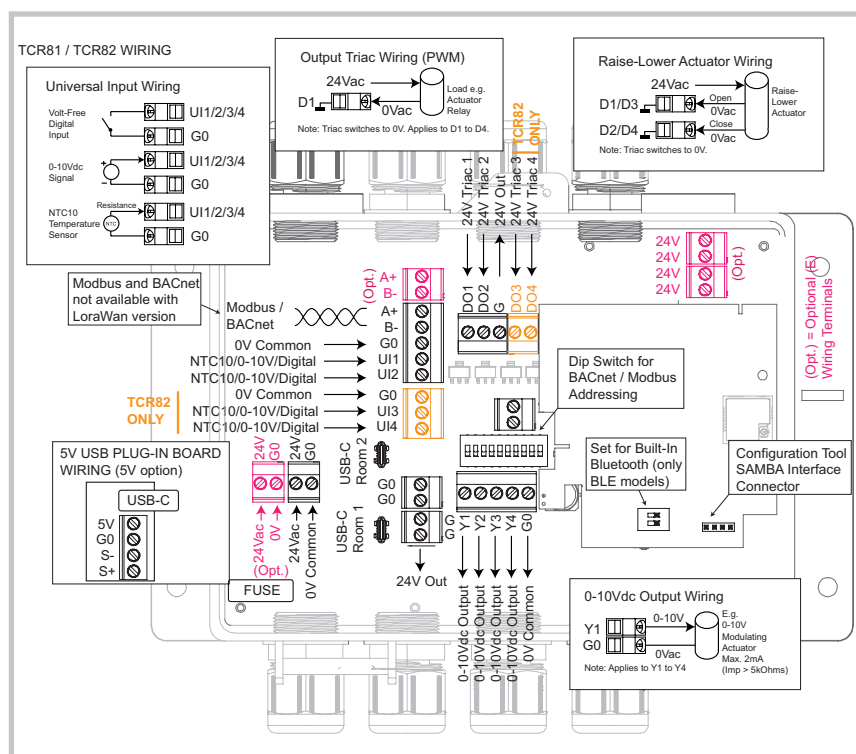 TCR81 / TCR82 WIRING
Universal Input Wiring
Volt-Free
Digital
Input
UI1/2/3/4
G0
0-10Vdc
Signal
+
-
UI1/2/3/4
G0
NTC10
Temperature
Sensor
Resistance
NTC
UI1/2/3/4
G0
Output Triac Wiring (PWM)
24Vac
D1
0Vac
Load e.g.
Actuator
Relay
Note: Triac switches to 0V. Applies to D1 to D4.
Raise-Lower Actuator Wiring
24Vac
D1/D3
Open
0Vac
D2/D4
Close
0Vac
Raise-
Lower
Actuator
Note: Triac switches to 0V.
TCR82
ONLY
24V Triac 1
24V Triac 2
24V Out
24V Triac 3
24V Triac 4
DO1
DO2
G
DO3
DO4
24V
24V
24V
24V
(Opt.)
(Opt.) = Optional (E)
Wiring Terminals
Modbus and BACnet
not available with
LoraWan version
(Opt.)
A+
B-
Modbus /
BACnet
A+
B-
0V Common
G0
NTC10/0-10V/Digital
UI1
NTC10/0-10V/Digital
UI2
TCR82
ONLY
0V Common
G0
NTC10/0-10V/Digital
UI3
NTC10/0-10V/Digital
UI4
Dip Switch for
BACnet / Modbus
Addressing
Set for Built-In
Bluetooth (only
BLE models)
Configuration Tool
SAMBA Interface
Connector
5V USB PLUG-IN BOARD
WIRING (5V option)
USB-C
5V
G0
S-
S+
24V
G0
24V
G0
24Vac
(Opt.)
0V
24Vac
0V Common
FUSE
USB-C
Room 2
USB-C
Room 1
G0
G0
G
G
24V Out
Y1
Y2
Y3
Y4
G0
0-10Vdc Output
0-10Vdc Output
0-10Vdc Output
0-10Vdc Output
0V Common
0-10Vdc Output Wiring
Y1
G0
0-10V
0Vac
E.g.
0-10V
Modulating
Actuator
Max. 2mA
(Imp > 5kOhms)
Note: Applies to Y1 to Y4